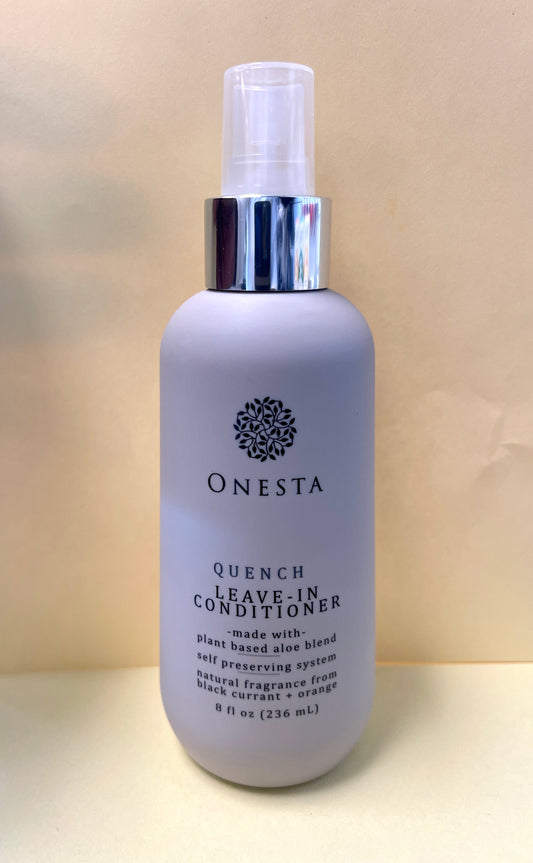 ONESTA
QUENCH
LEAVE-IN
CONDITIONER
-made with-
plant based aloe blend
self preserving system
natural fragrance from
black currant + orange
8 fl oz (236 mL)